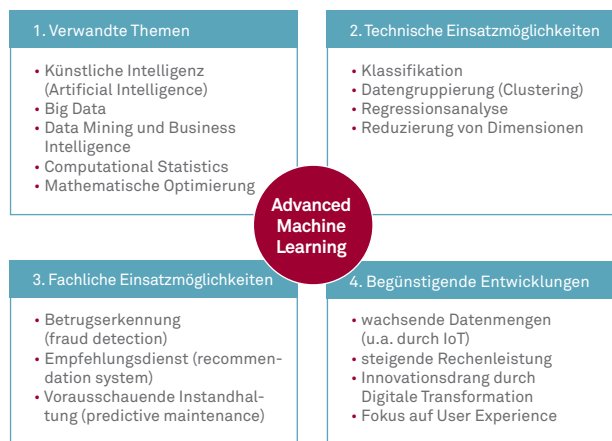 1. Verwandte Themen
• Künstliche Intelligenz
(Artificial Intelligence)
• Big Data
• Data Mining und Business
Intelligence
• Computational Statistics
• Mathematische Optimierung
2. Technische Einsatzmöglichkeiten
• Klassifikation
• Datengruppierung (Clustering)
• Regressionsanalyse
• Reduzierung von Dimensionen
Advanced
Machine
Learning
3. Fachliche Einsatzmöglichkeiten
• Betrugserkennung
(fraud detection)
• Empfehlungsdienst (recommen-
dation system)
• Vorausschauende Instandhal-
tung (predictive maintenance)
4. Begünstigende Entwicklungen
• wachsende Datenmengen
(u.a. durch IoT)
• steigende Rechenleistung
• Innovationsdrang durch
Digitale Transformation
• Fokus auf User Experience